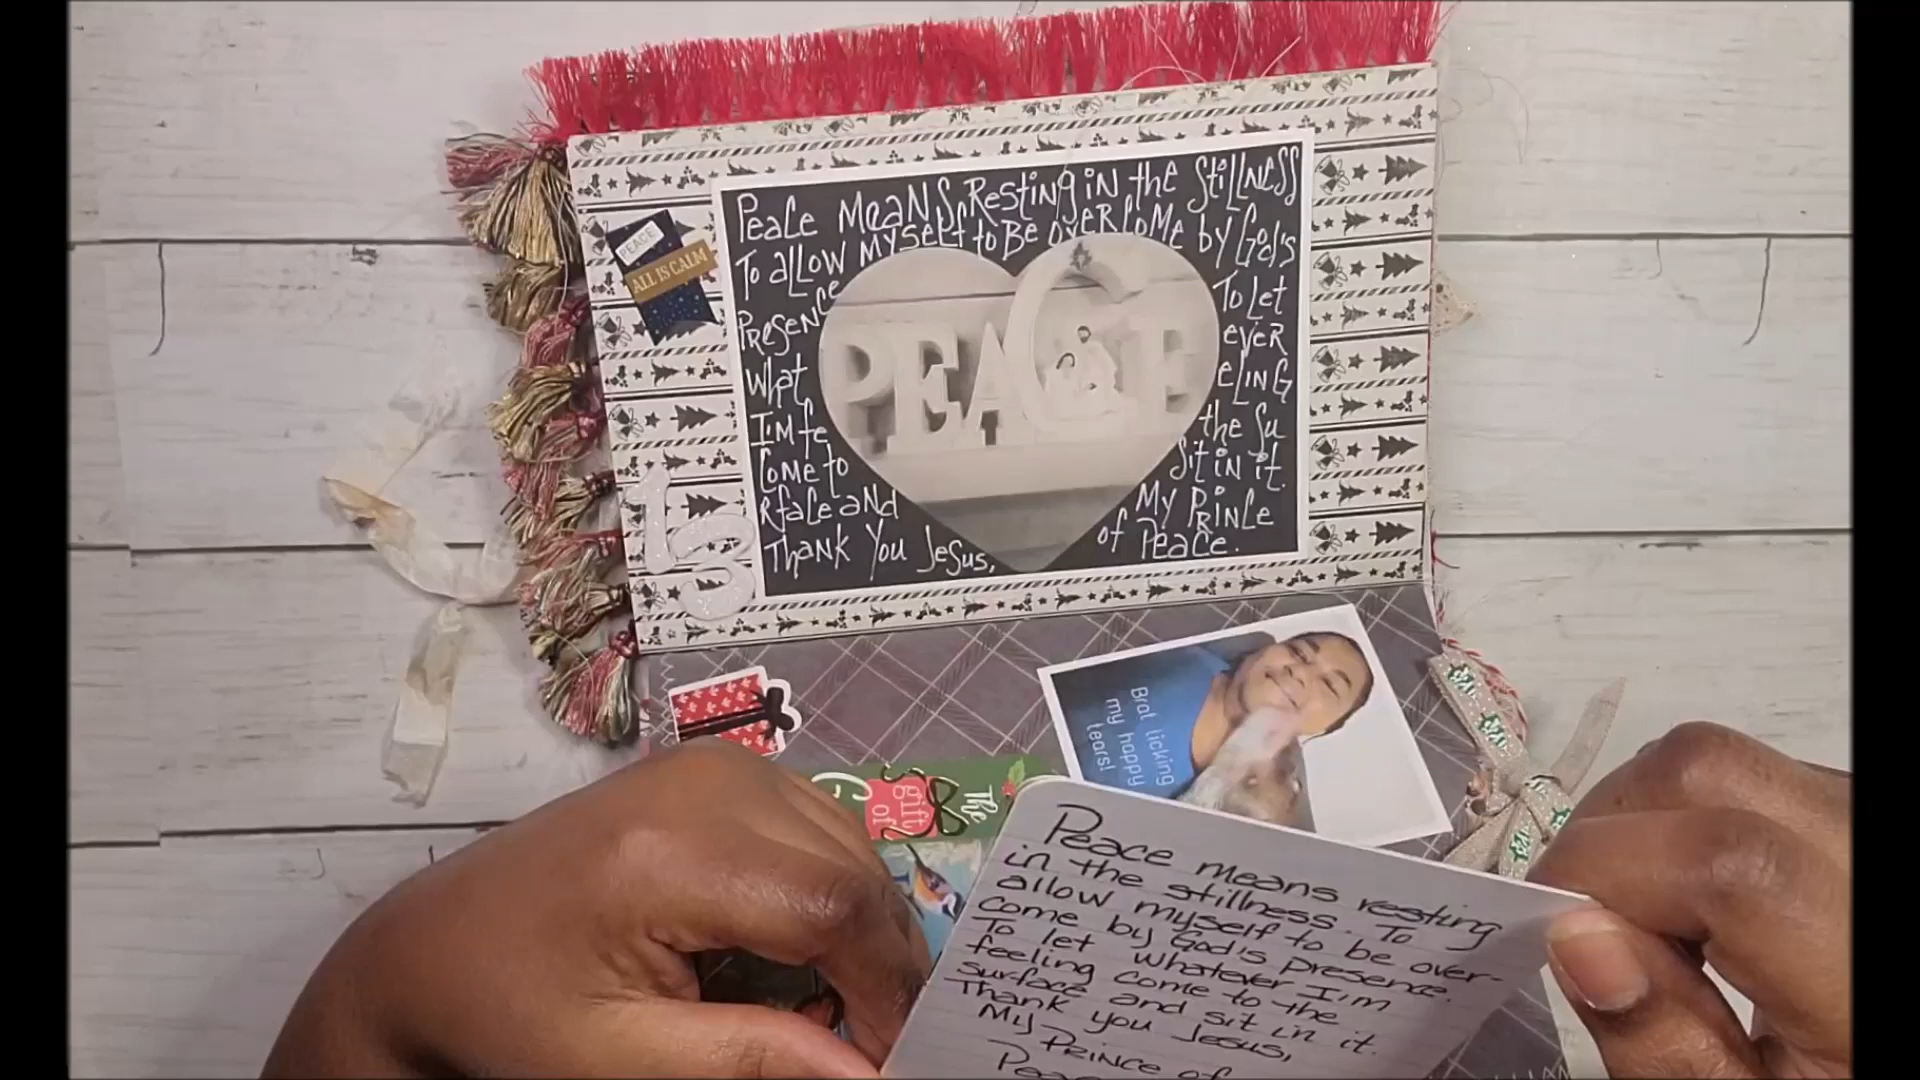 Peace Means Resting in the Stillness
To allow Myself to Be overcome by God's
Presence
To Let
What
ever
I'm fe
eling
Come to
the Su
rface and
Sit in it.
Thank You Jesus,
My Prince
of Peace.
PEACE
PEACE
ALL IS CALM
13
Brat licking
my happy
tears!
The
gift
of
Peace means resting
in the stillness. To
allow myself to be over-
come by God's presence.
To let whatever I'm
feeling come to the
surface and sit in it.
Thank you Jesus,
My Prince of
Peace